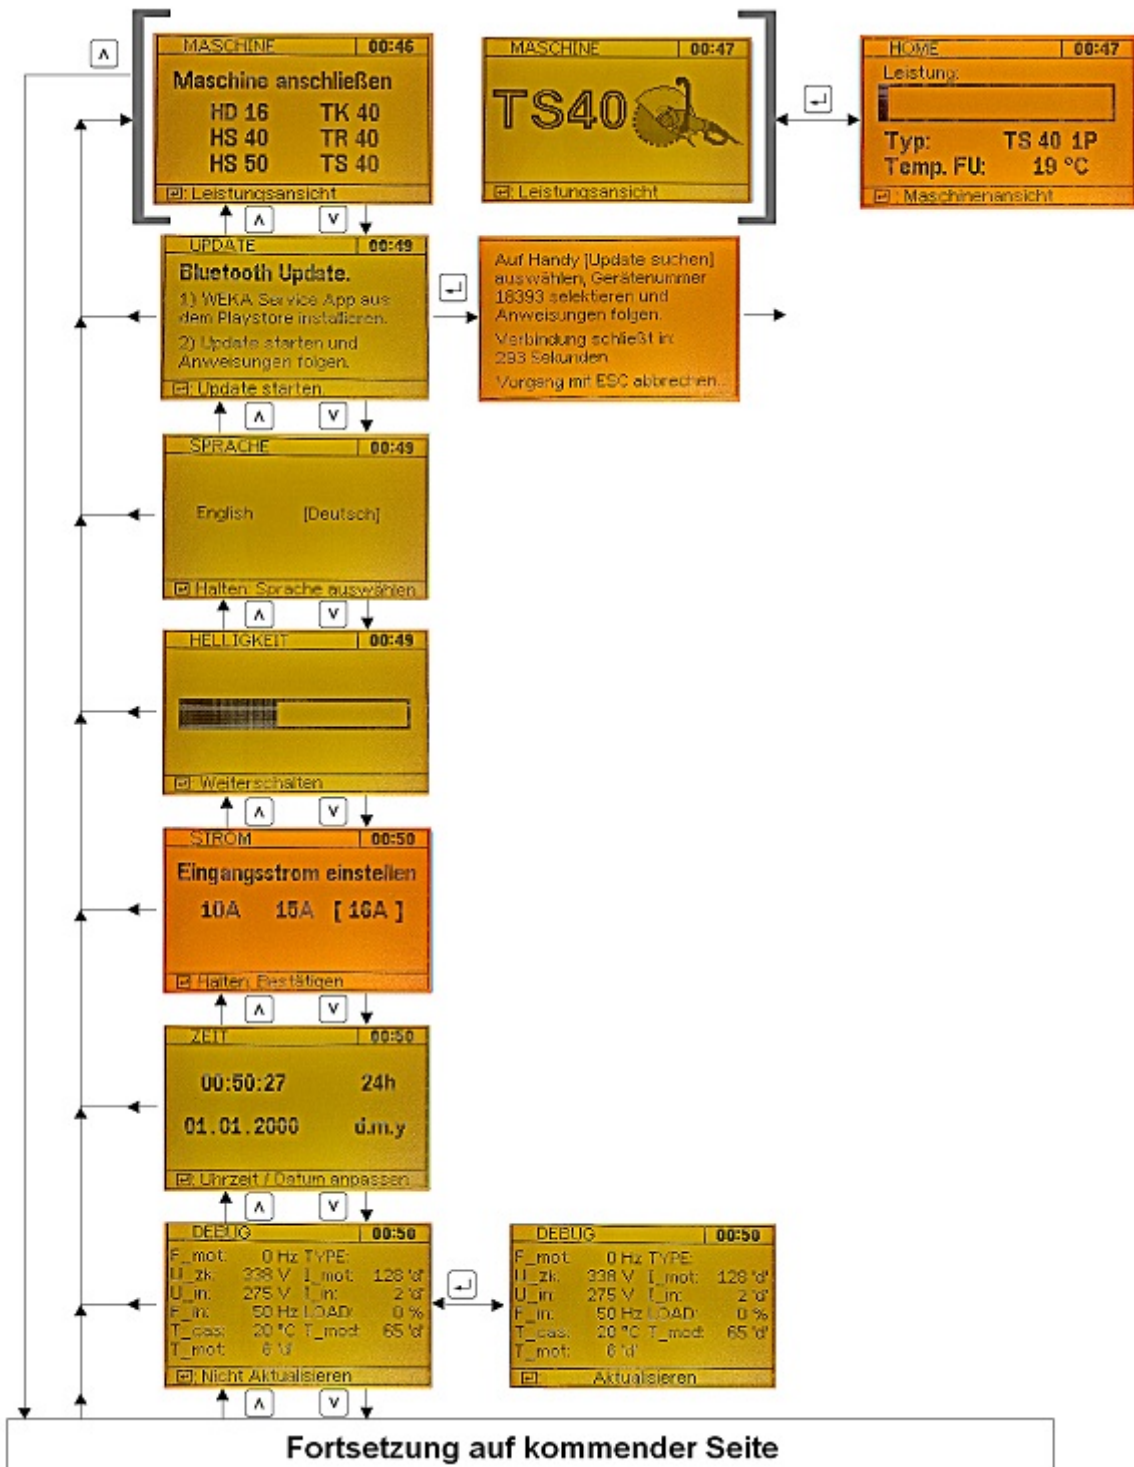 MASCHINE 00:46
Maschine anschließen
HD 16 TK 40
HS 40 TR 40
HS 50 TS 40
↵: Leistungsansicht
MASCHINE 00:47
TS40
↵: Leistungsansicht
HOME 00:47
Leistung:
Typ: TS 40 1P
Temp. FU: 19 °C
↵: Maschinenansicht
UPDATE 00:49
Bluetooth Update.
1) WEKA Service App aus
dem Playstore installieren.
2) Update starten und
Anweisungen folgen.
↵: Update starten.
Auf Handy [Update suchen]
auswählen, Gerätenummer
18393 selektieren und
Anweisungen folgen.
Verbindung schließt in:
293 Sekunden
Vorgang mit ESC abbrechen..
SPRACHE 00:49
English [Deutsch]
↵ Halten: Sprache auswählen
HELLIGKEIT 00:49
↵: Weiterschalten
STROM 00:50
Eingangsstrom einstellen
10A 15A [ 16A ]
↵ Halten: Bestätigen
ZEIT 00:50
00:50:27 24h
01.01.2000 d.m.y
↵: Uhrzeit / Datum anpassen
DEBUG 00:50
F_mot: 0 Hz TYPE:
U_zk: 338 V I_mot: 128 'd'
U_in: 275 V I_in: 2 'd'
F_in: 50 Hz LOAD: 0 %
T_cas: 20 °C T_mod: 65 'd'
T_mot: 6 'd'
↵: Nicht Aktualisieren
DEBUG 00:50
F_mot: 0 Hz TYPE:
U_zk: 338 V I_mot: 128 'd'
U_in: 275 V I_in: 2 'd'
F_in: 50 Hz LOAD: 0 %
T_cas: 20 °C T_mod: 65 'd'
T_mot: 6 'd'
↵: Aktualisieren
Fortsetzung auf kommender Seite